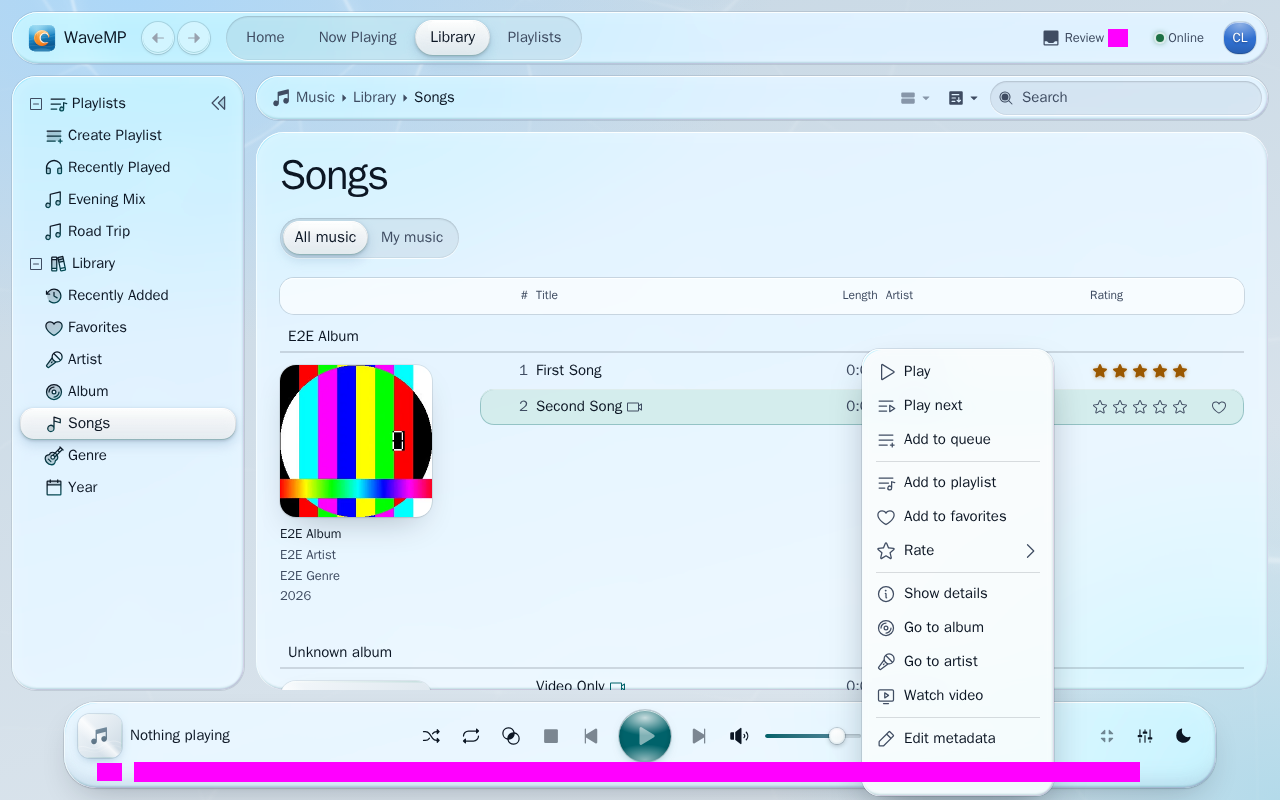 WaveMP
Home
Now Playing
Library
Playlists
Review
Online
CL
Playlists
Create Playlist
Recently Played
Evening Mix
Road Trip
Library
Recently Added
Favorites
Artist
Album
Songs
Genre
Year
Music Library Songs
Search
Songs
All music
My music
# Title Length Artist Rating
E2E Album
1 First Song
2 Second Song
E2E Album
E2E Artist
E2E Genre
2026
Unknown album
Video Only
Play
Play next
Add to queue
Add to playlist
Add to favorites
Rate
Show details
Go to album
Go to artist
Watch video
Edit metadata
Nothing playing